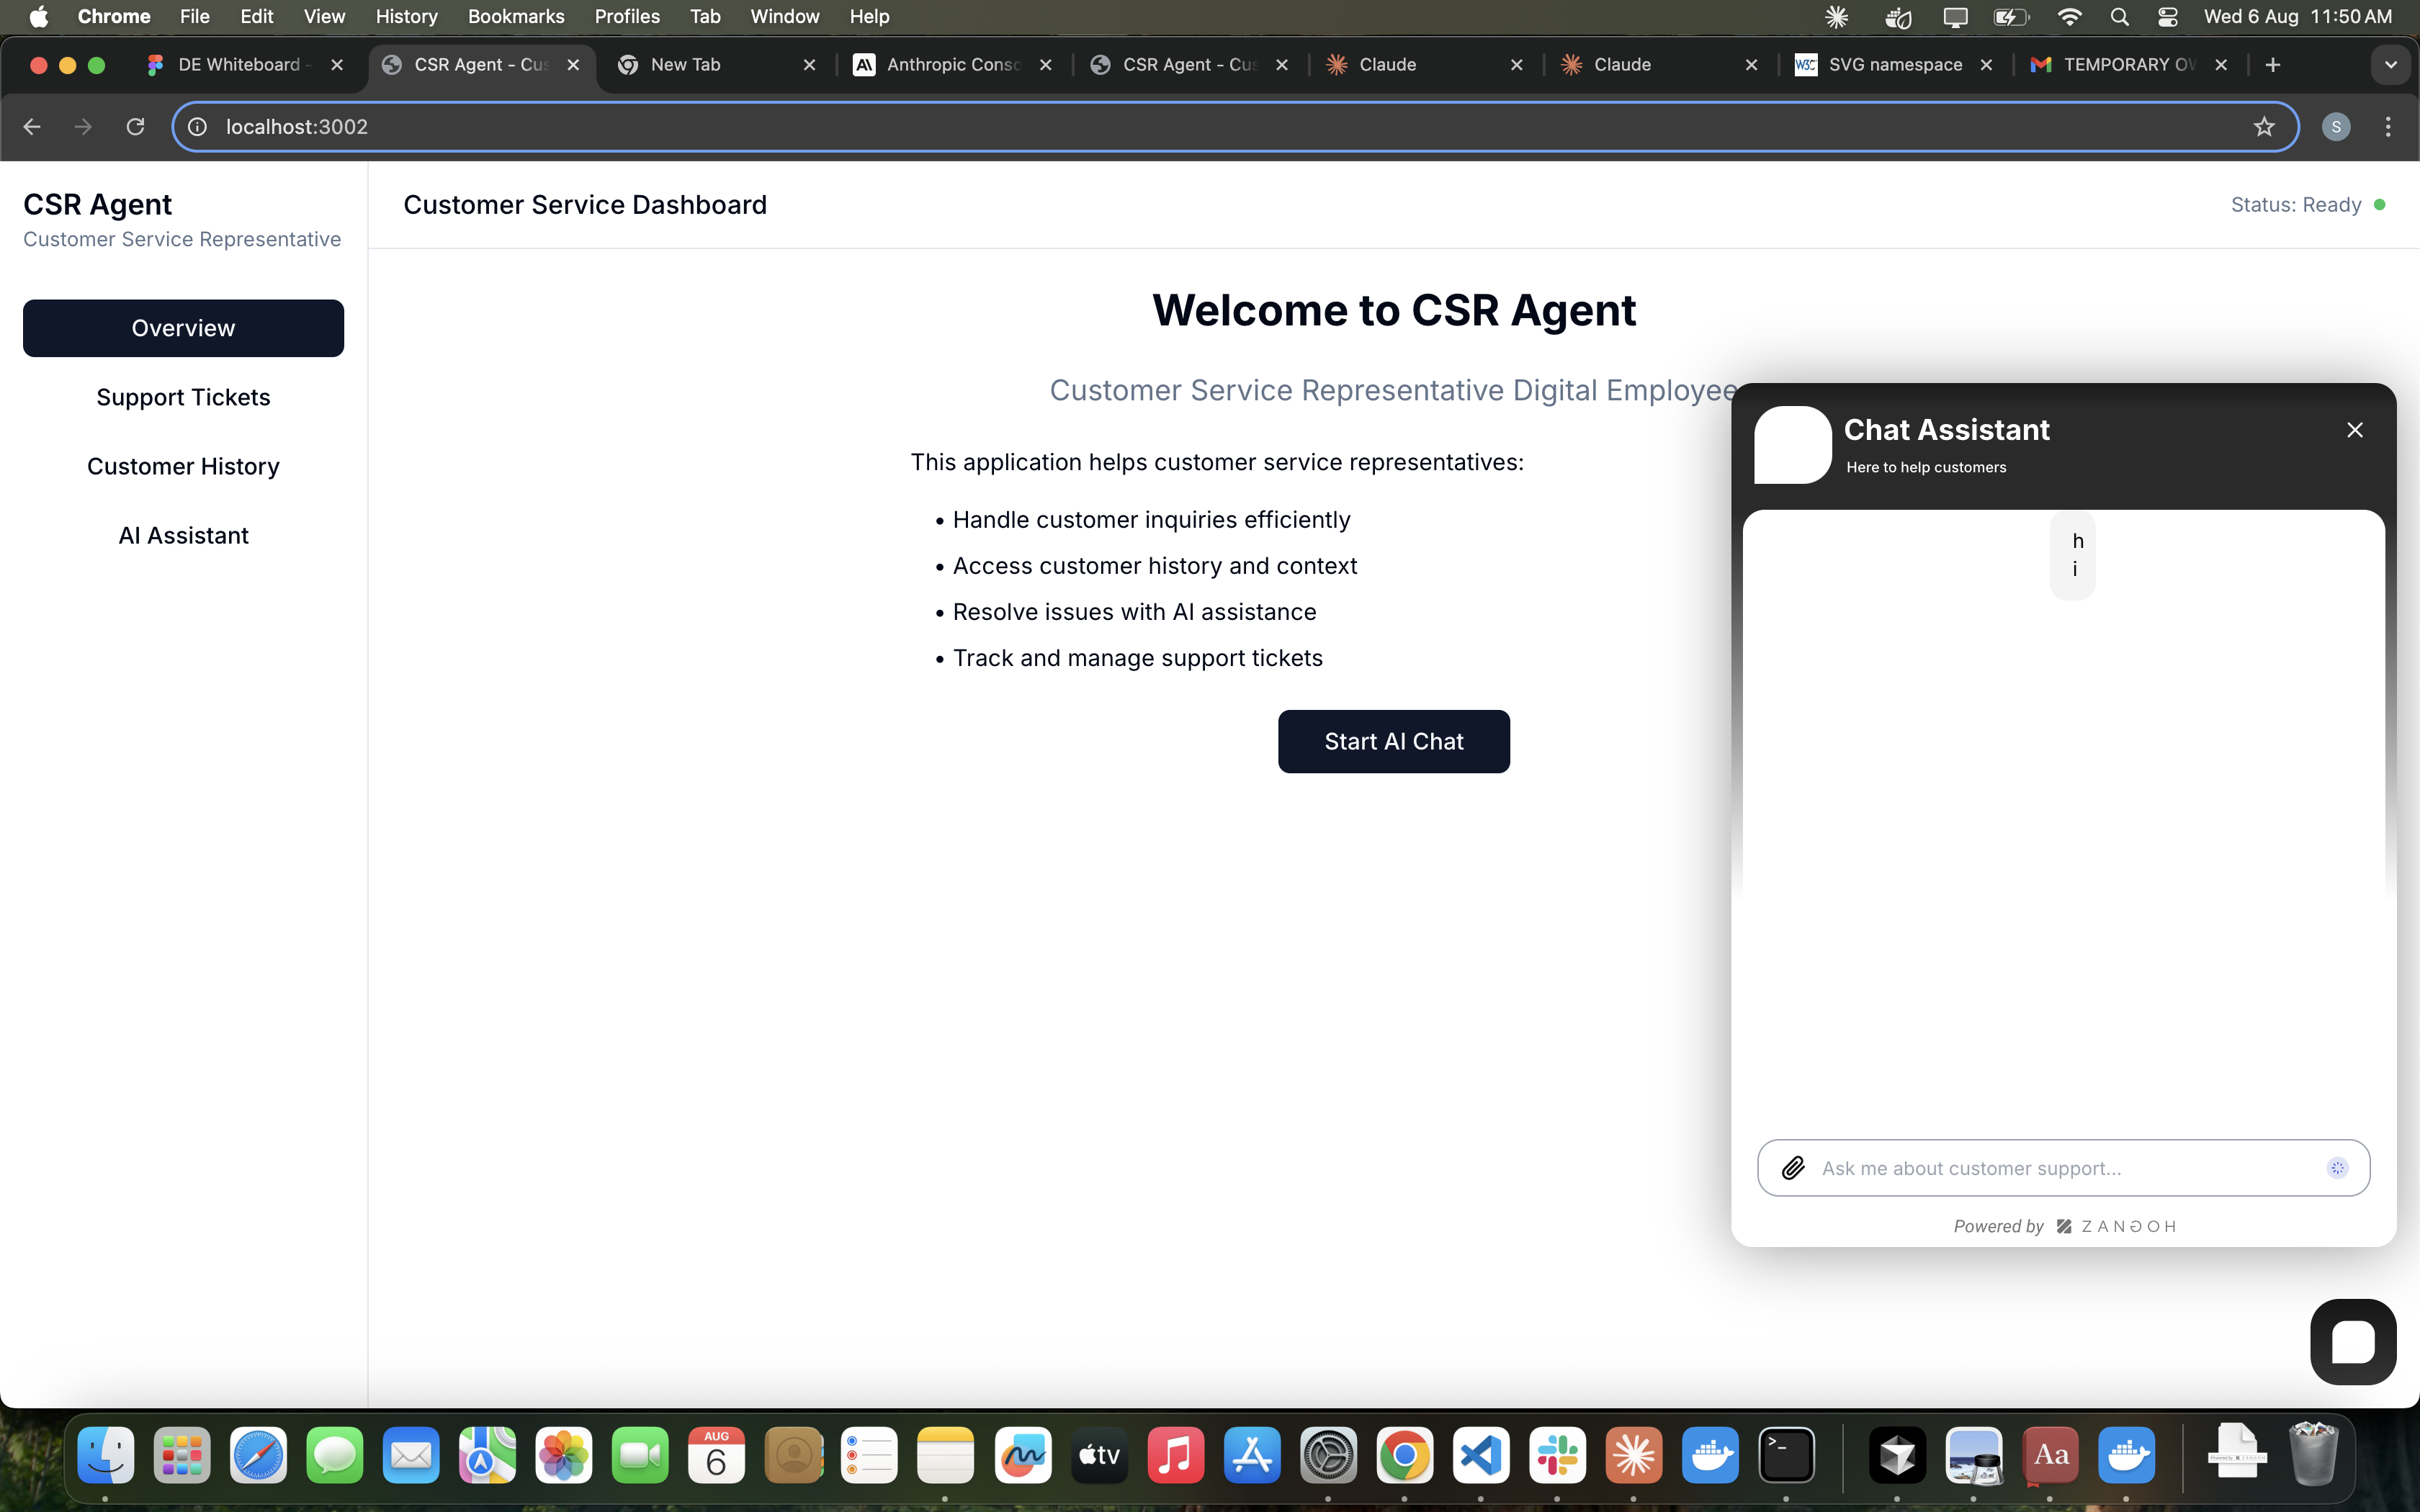 Chrome File Edit View History Bookmarks Profiles Tab Window Help Wed 6 Aug 11:50 AM
DE Whiteboard - CSR Agent - Cus New Tab Anthropic Conso CSR Agent - Cus Claude Claude W3C SVG namespace TEMPORARY OW
localhost:3002 S
CSR Agent
Customer Service Representative
Overview
Support Tickets
Customer History
AI Assistant
Customer Service Dashboard
Status: Ready
Welcome to CSR Agent
Customer Service Representative Digital Employee
This application helps customer service representatives:
• Handle customer inquiries efficiently
• Access customer history and context
• Resolve issues with AI assistance
• Track and manage support tickets
Start AI Chat
Chat Assistant
Here to help customers
h
i
Ask me about customer support...
Powered by ZANGOH
AUG
6
tv
>_
Aa